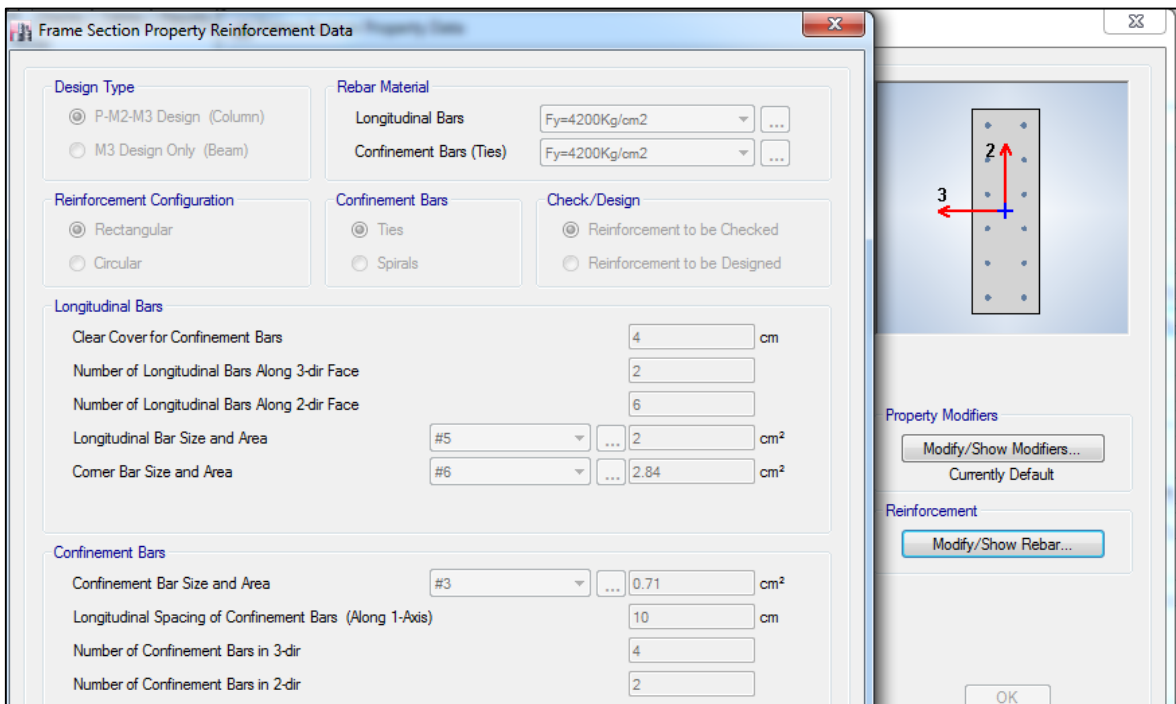 Frame Section Property Reinforcement Data
Design Type
P-M2-M3 Design (Column)
M3 Design Only (Beam)
Rebar Material
Longitudinal Bars
Fy=4200Kg/cm2
...
Confinement Bars (Ties)
Fy=4200Kg/cm2
...
Reinforcement Configuration
Rectangular
Circular
Confinement Bars
Ties
Spirals
Check/Design
Reinforcement to be Checked
Reinforcement to be Designed
Longitudinal Bars
Clear Cover for Confinement Bars 4 cm
Number of Longitudinal Bars Along 3-dir Face 2
Number of Longitudinal Bars Along 2-dir Face 6
Longitudinal Bar Size and Area #5 ... 2 cm²
Corner Bar Size and Area #6 ... 2.84 cm²
Confinement Bars
Confinement Bar Size and Area #3 ... 0.71 cm²
Longitudinal Spacing of Confinement Bars (Along 1-Axis) 10 cm
Number of Confinement Bars in 3-dir 4
Number of Confinement Bars in 2-dir 2
2
3
Property Modifiers
Modify/Show Modifiers...
Currently Default
Reinforcement
Modify/Show Rebar...
OK